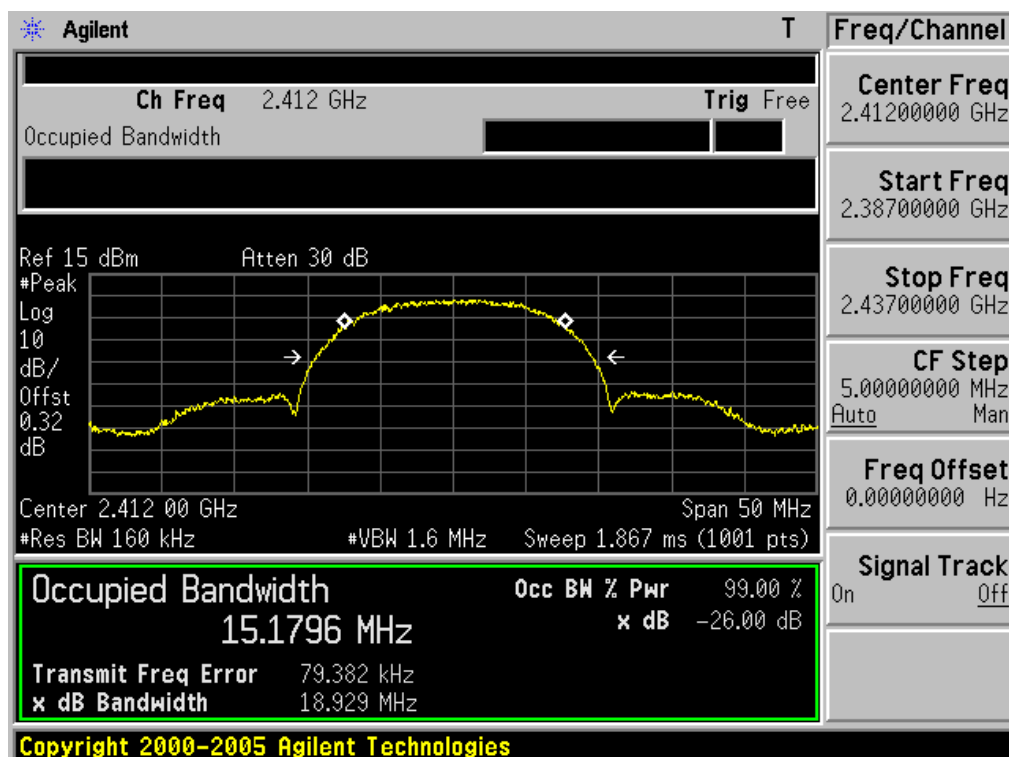 Agilent T Freq/Channel
Ch Freq 2.412 GHz Trig Free
Occupied Bandwidth
Center Freq
2.41200000 GHz
Start Freq
2.38700000 GHz
Stop Freq
2.43700000 GHz
CF Step
5.00000000 MHz
Auto Man
Freq Offset
0.00000000 Hz
Signal Track
On Off
Ref 15 dBm Atten 30 dB
#Peak
Log
10
dB/
Offst
0.32
dB
Center 2.412 00 GHz Span 50 MHz
#Res BW 160 kHz #VBW 1.6 MHz Sweep 1.867 ms (1001 pts)
Occupied Bandwidth Occ BW % Pwr 99.00 %
15.1796 MHz x dB -26.00 dB
Transmit Freq Error 79.382 kHz
x dB Bandwidth 18.929 MHz
Copyright 2000-2005 Agilent Technologies